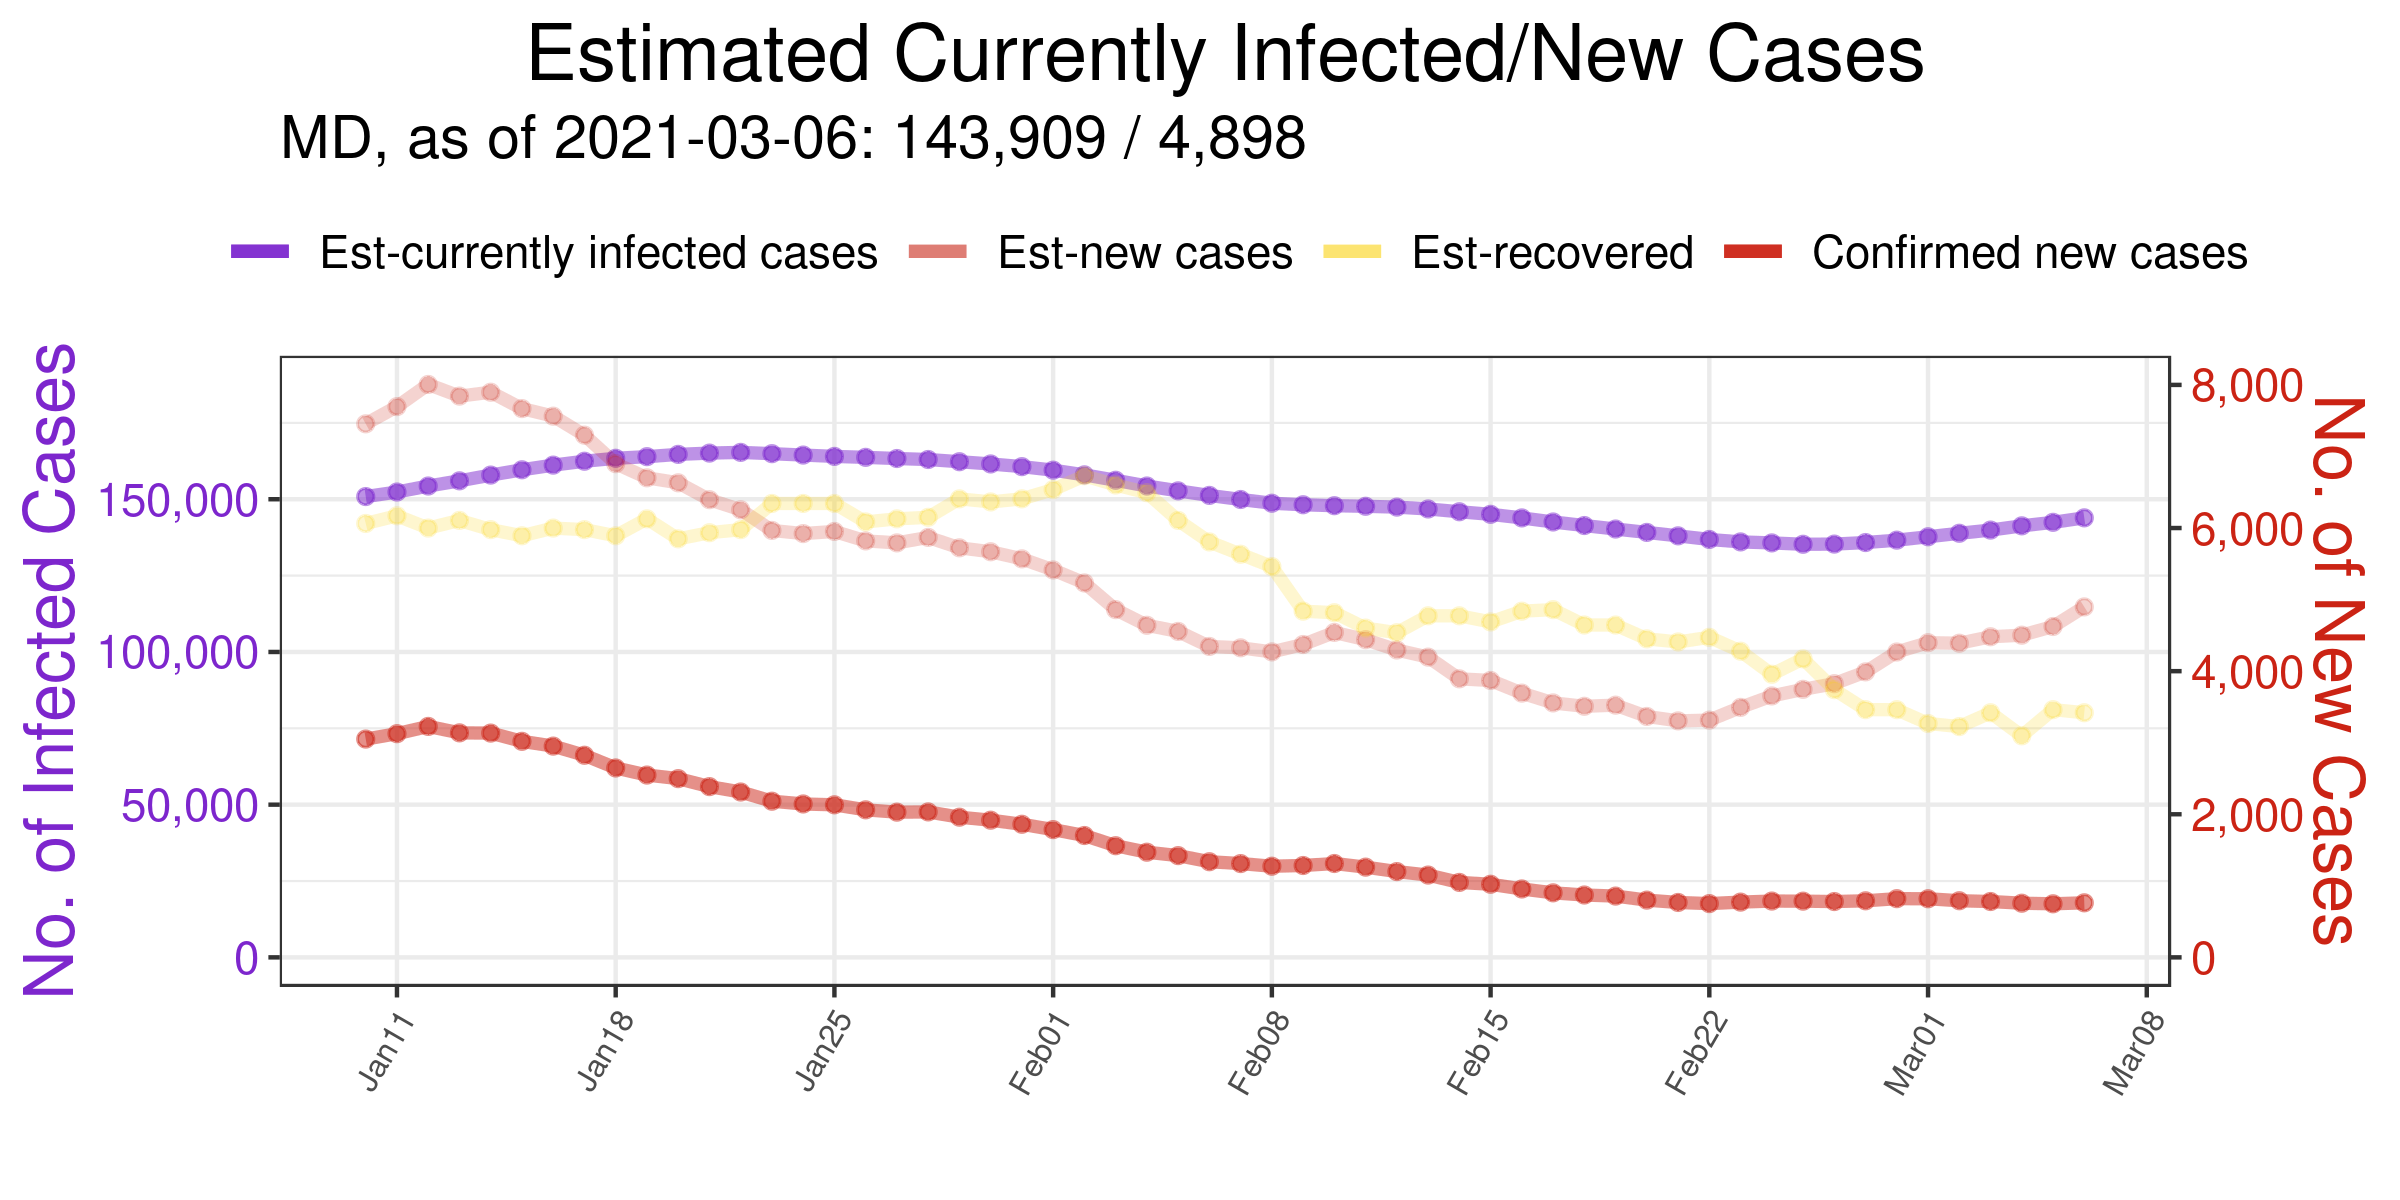 Estimated Currently Infected/New Cases
MD, as of 2021-03-06: 143,909 / 4,898
Est-currently infected cases Est-new cases Est-recovered Confirmed new cases
No. of Infected Cases
150,000
100,000
50,000
0
8,000
6,000
4,000
2,000
0
No. of New Cases
Jan11 Jan18 Jan25 Feb01 Feb08 Feb15 Feb22 Mar01 Mar08